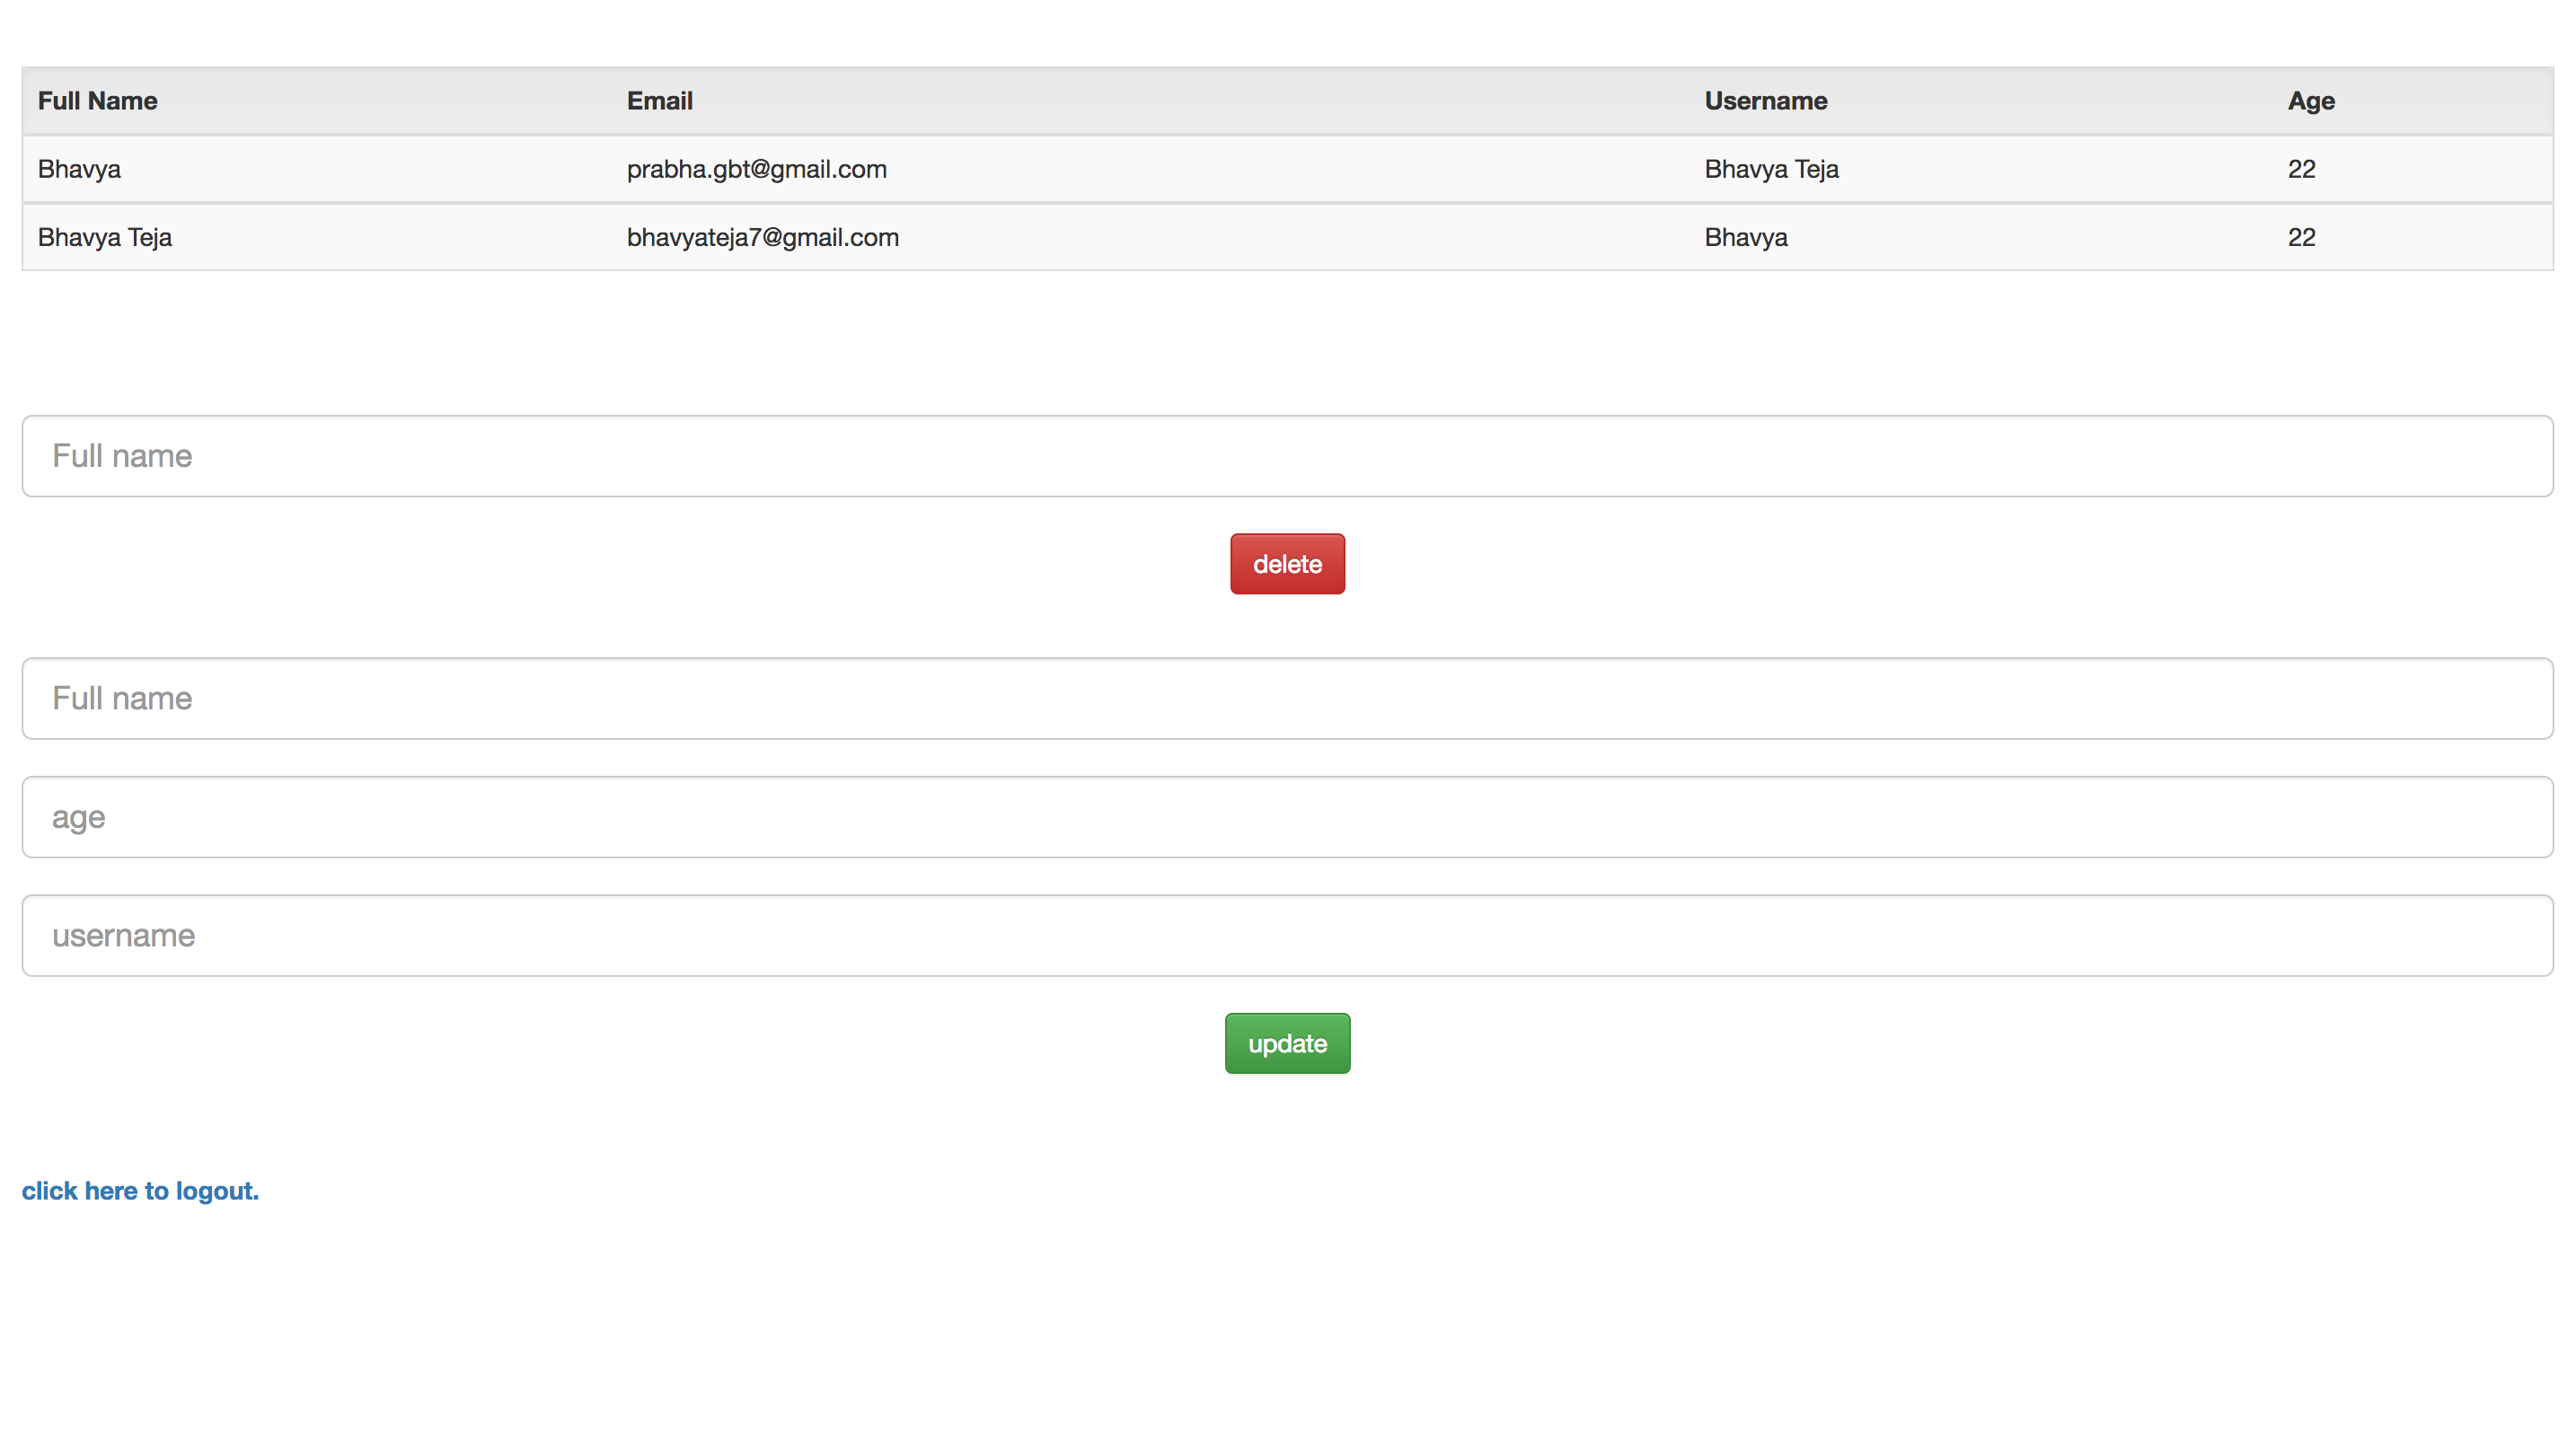 Full Name Email Username Age
Bhavya prabha.gbt@gmail.com Bhavya Teja 22
Bhavya Teja bhavyateja7@gmail.com Bhavya 22
Full name
delete
Full name
age
username
update
click here to logout.